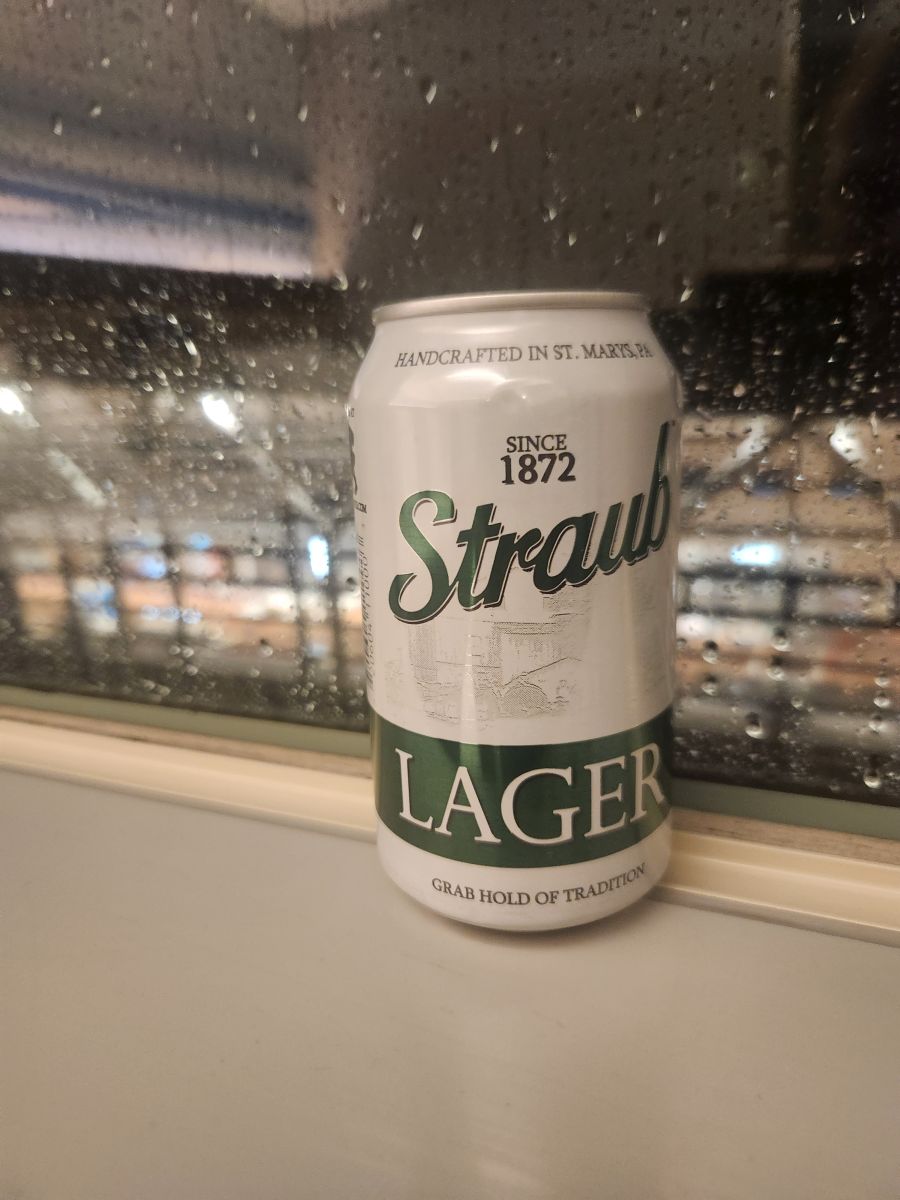 HANDCRAFTED IN ST. MARYS, PA
SINCE
1872
Straub
LAGER
GRAB HOLD OF TRADITION